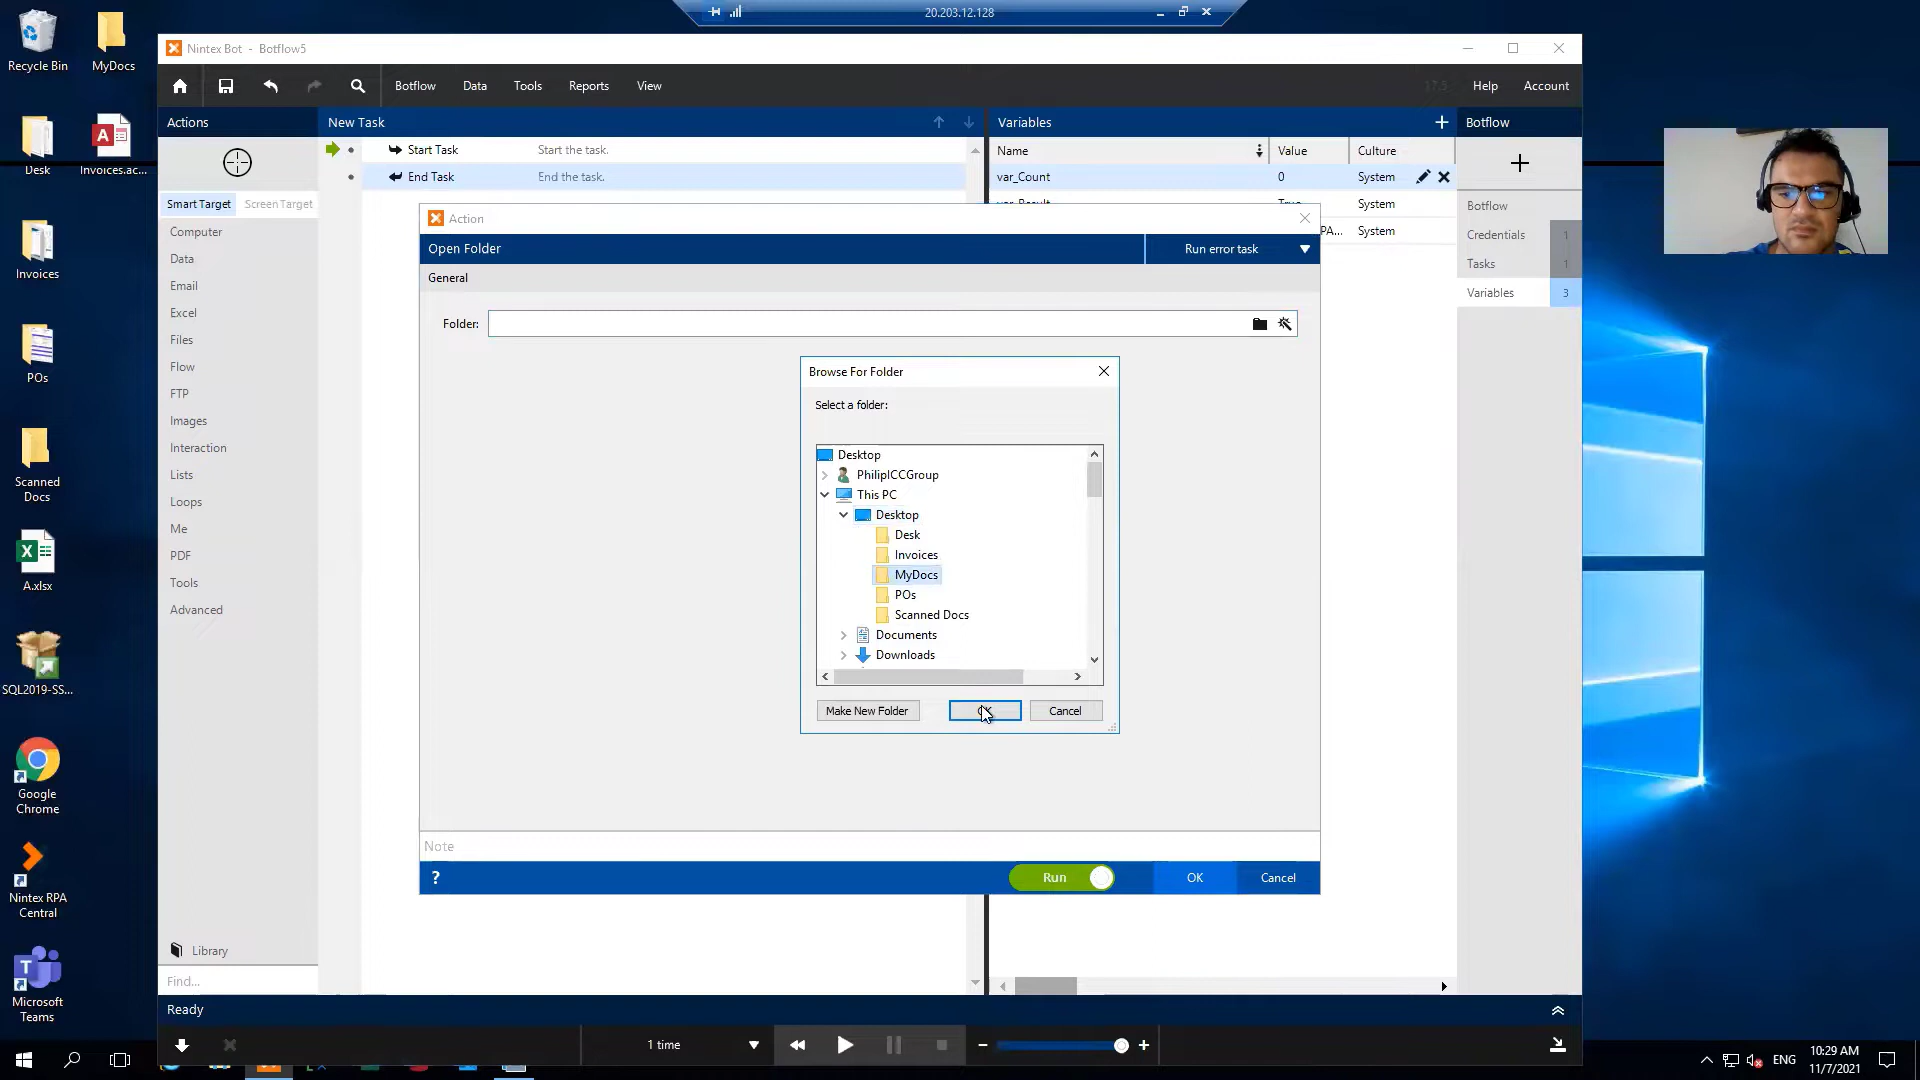 20.203.12.128
Recycle Bin
MyDocs
Desk
Invoices.ac...
Invoices
POs
Scanned
Docs
A.xlsx
SQL2019-SS...
Google
Chrome
Nintex RPA
Central
Microsoft
Teams
Nintex Bot - Botflow5
Botflow
Data
Tools
Reports
View
17.5
Help
Account
Actions
New Task
Variables
Botflow
Start Task
Start the task.
End Task
End the task.
Name
Value
Culture
var_Count
0
System
var_Result
True
System
PA...
System
Botflow
Credentials
1
Tasks
1
Variables
3
Smart Target
Screen Target
Computer
Data
Email
Excel
Files
Flow
FTP
Images
Interaction
Lists
Loops
Me
PDF
Tools
Advanced
Library
Find...
Action
Open Folder
Run error task
General
Folder:
Browse For Folder
Select a folder:
Desktop
PhilipICCGroup
This PC
Desktop
Desk
Invoices
MyDocs
POs
Scanned Docs
Documents
Downloads
Make New Folder
Cancel
Note
?
Run
OK
Cancel
Ready
1 time
ENG
10:29 AM
11/7/2021